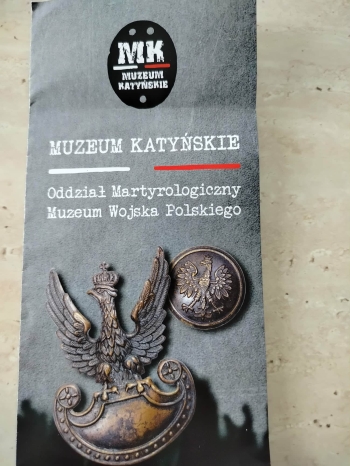 MK
MUZEUM
KATYŃSKIE
MUZEUM KATYŃSKIE
Oddział Martyrologiczny
Muzeum Wojska Polskiego